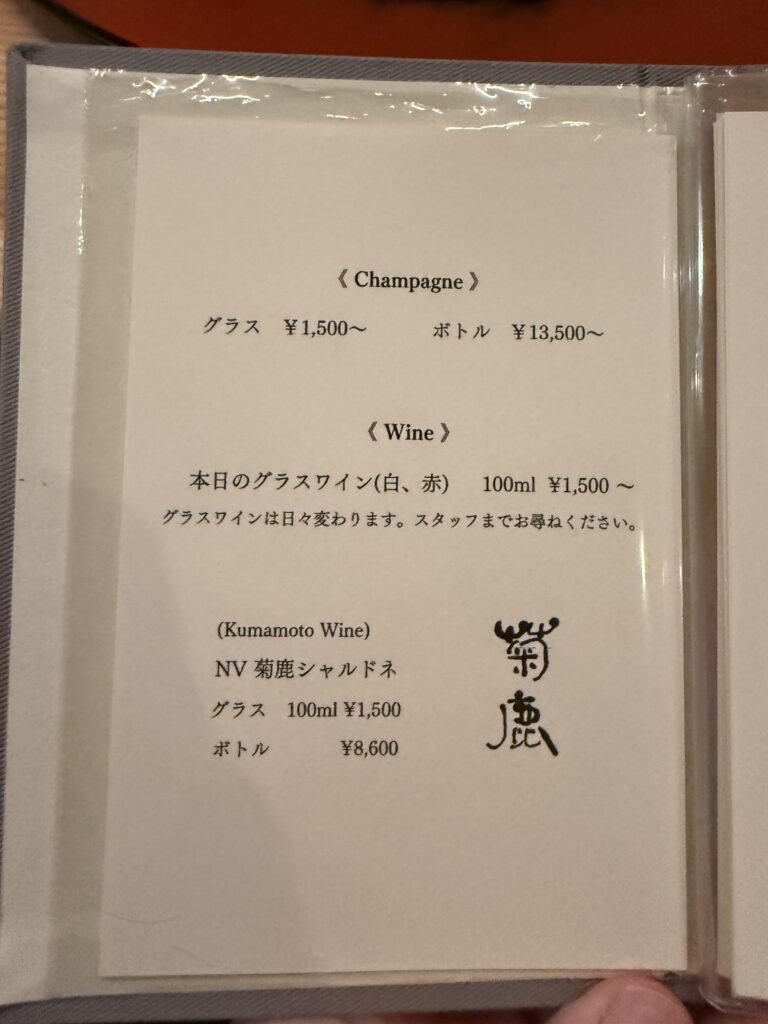 《 Champagne 》
グラス ¥1,500〜 ボトル ¥13,500〜
《 Wine 》
本日のグラスワイン(白、赤) 100ml ¥1,500 〜
グラスワインは日々変わります。スタッフまでお尋ねください。
(Kumamoto Wine)
NV 菊鹿シャルドネ
グラス 100ml ¥1,500
ボトル ¥8,600
菊鹿